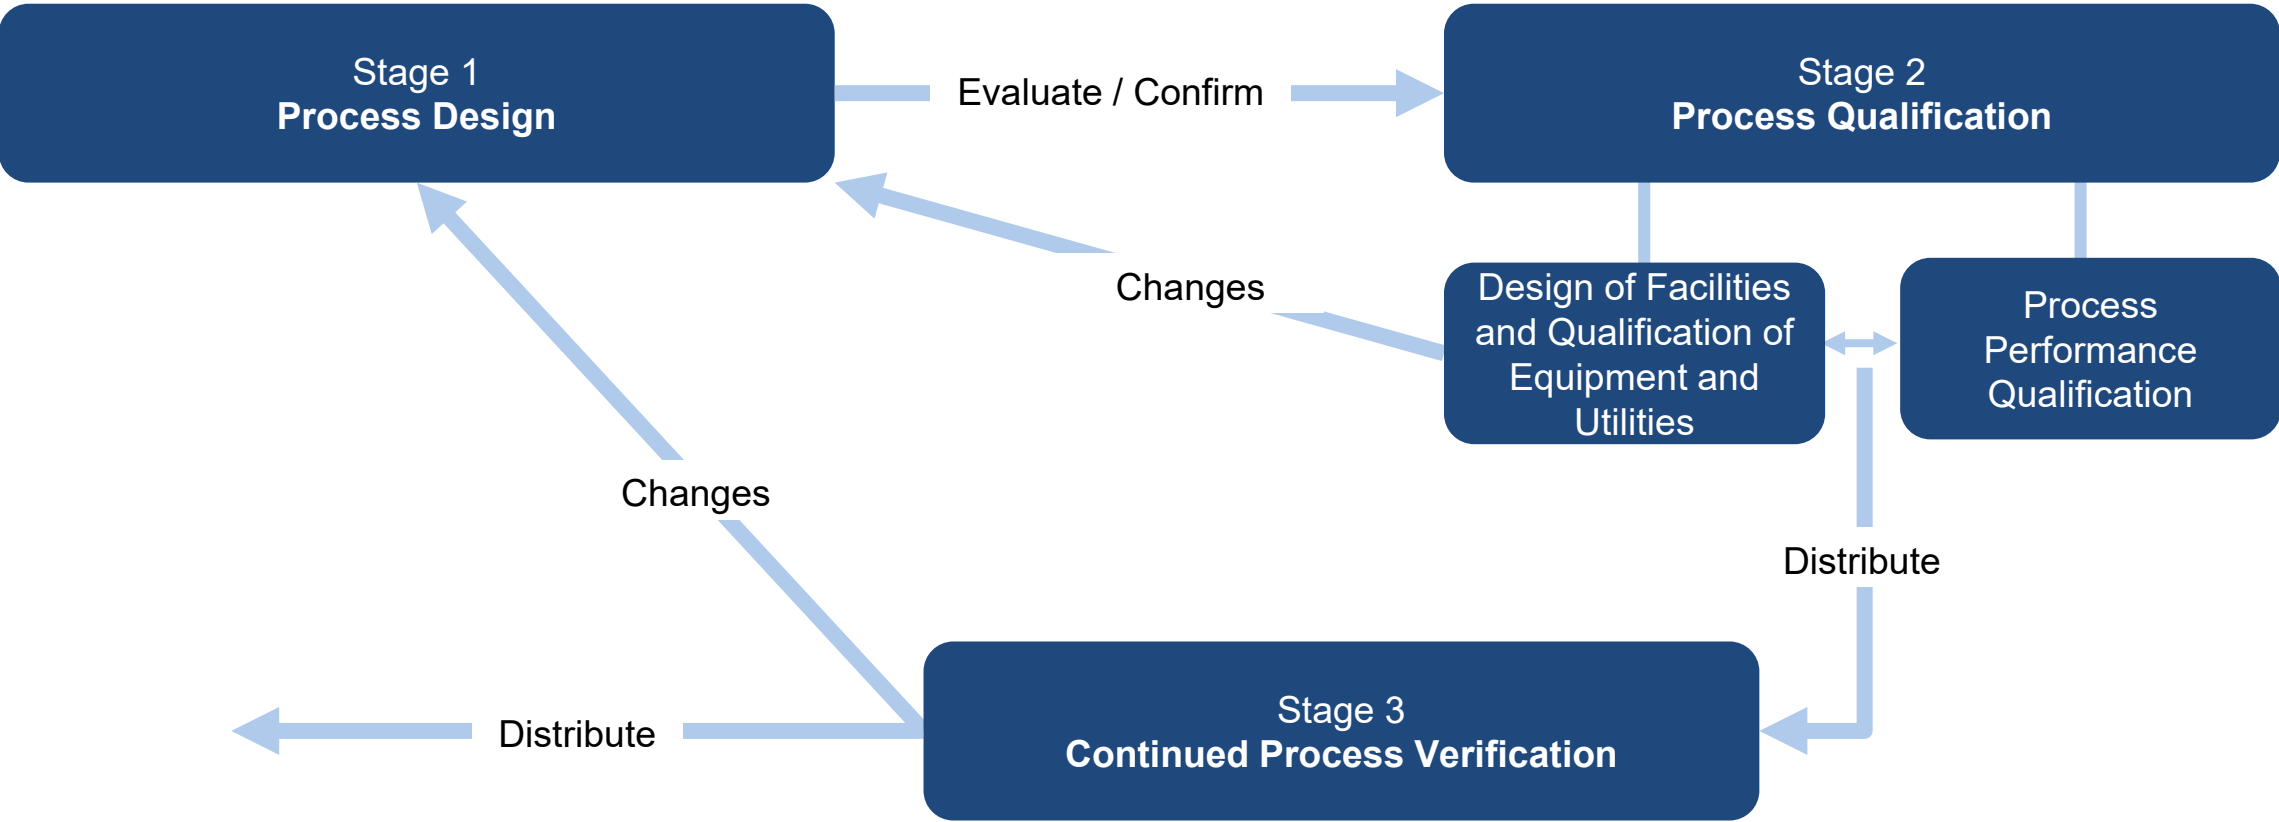 Stage 1
Process Design
Evaluate / Confirm
Stage 2
Process Qualification
Changes
Design of Facilities
and Qualification of
Equipment and
Utilities
Process
Performance
Qualification
Changes
Distribute
Distribute
Stage 3
Continued Process Verification